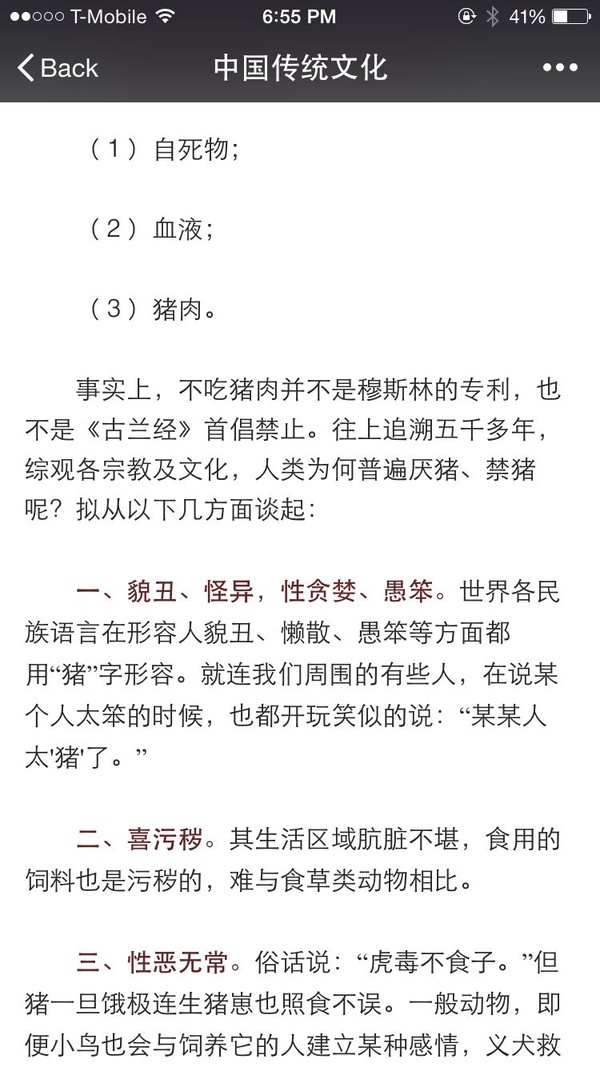 T-Mobile 6:55 PM 41%
Back 中国传统文化
（1）自死物；
（2）血液；
（3）猪肉。
事实上，不吃猪肉并不是穆斯林的专利，也
不是《古兰经》首倡禁止。往上追溯五千多年，
综观各宗教及文化，人类为何普遍厌猪、禁猪
呢？拟从以下几方面谈起：
一、貌丑、怪异，性贪婪、愚笨。世界各民
族语言在形容人貌丑、懒散、愚笨等方面都
用“猪”字形容。就连我们周围的有些人，在说某
个人太笨的时候，也都开玩笑似的说：“某某人
太'猪'了。”
二、喜污秽。其生活区域肮脏不堪，食用的
饲料也是污秽的，难与食草类动物相比。
三、性恶无常。俗话说：“虎毒不食子。”但
猪一旦饿极连生猪崽也照食不误。一般动物，即
便小鸟也会与饲养它的人建立某种感情，义犬救